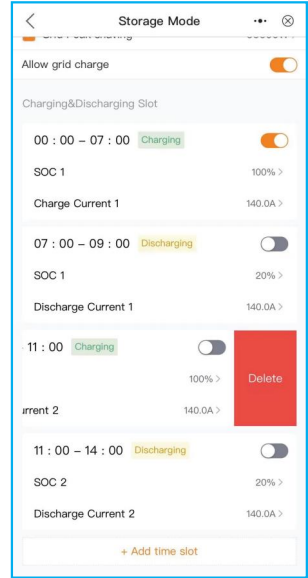 Storage Mode
Allow grid charge
Charging&Discharging Slot
00 : 00 – 07 : 00 Charging
SOC 1 100% >
Charge Current 1 140.0A >
07 : 00 – 09 : 00 Discharging
SOC 1 20% >
Discharge Current 1 140.0A >
11 : 00 Charging
100% > Delete
urrent 2 140.0A >
11 : 00 – 14 : 00 Discharging
SOC 2 20% >
Discharge Current 2 140.0A >
+ Add time slot